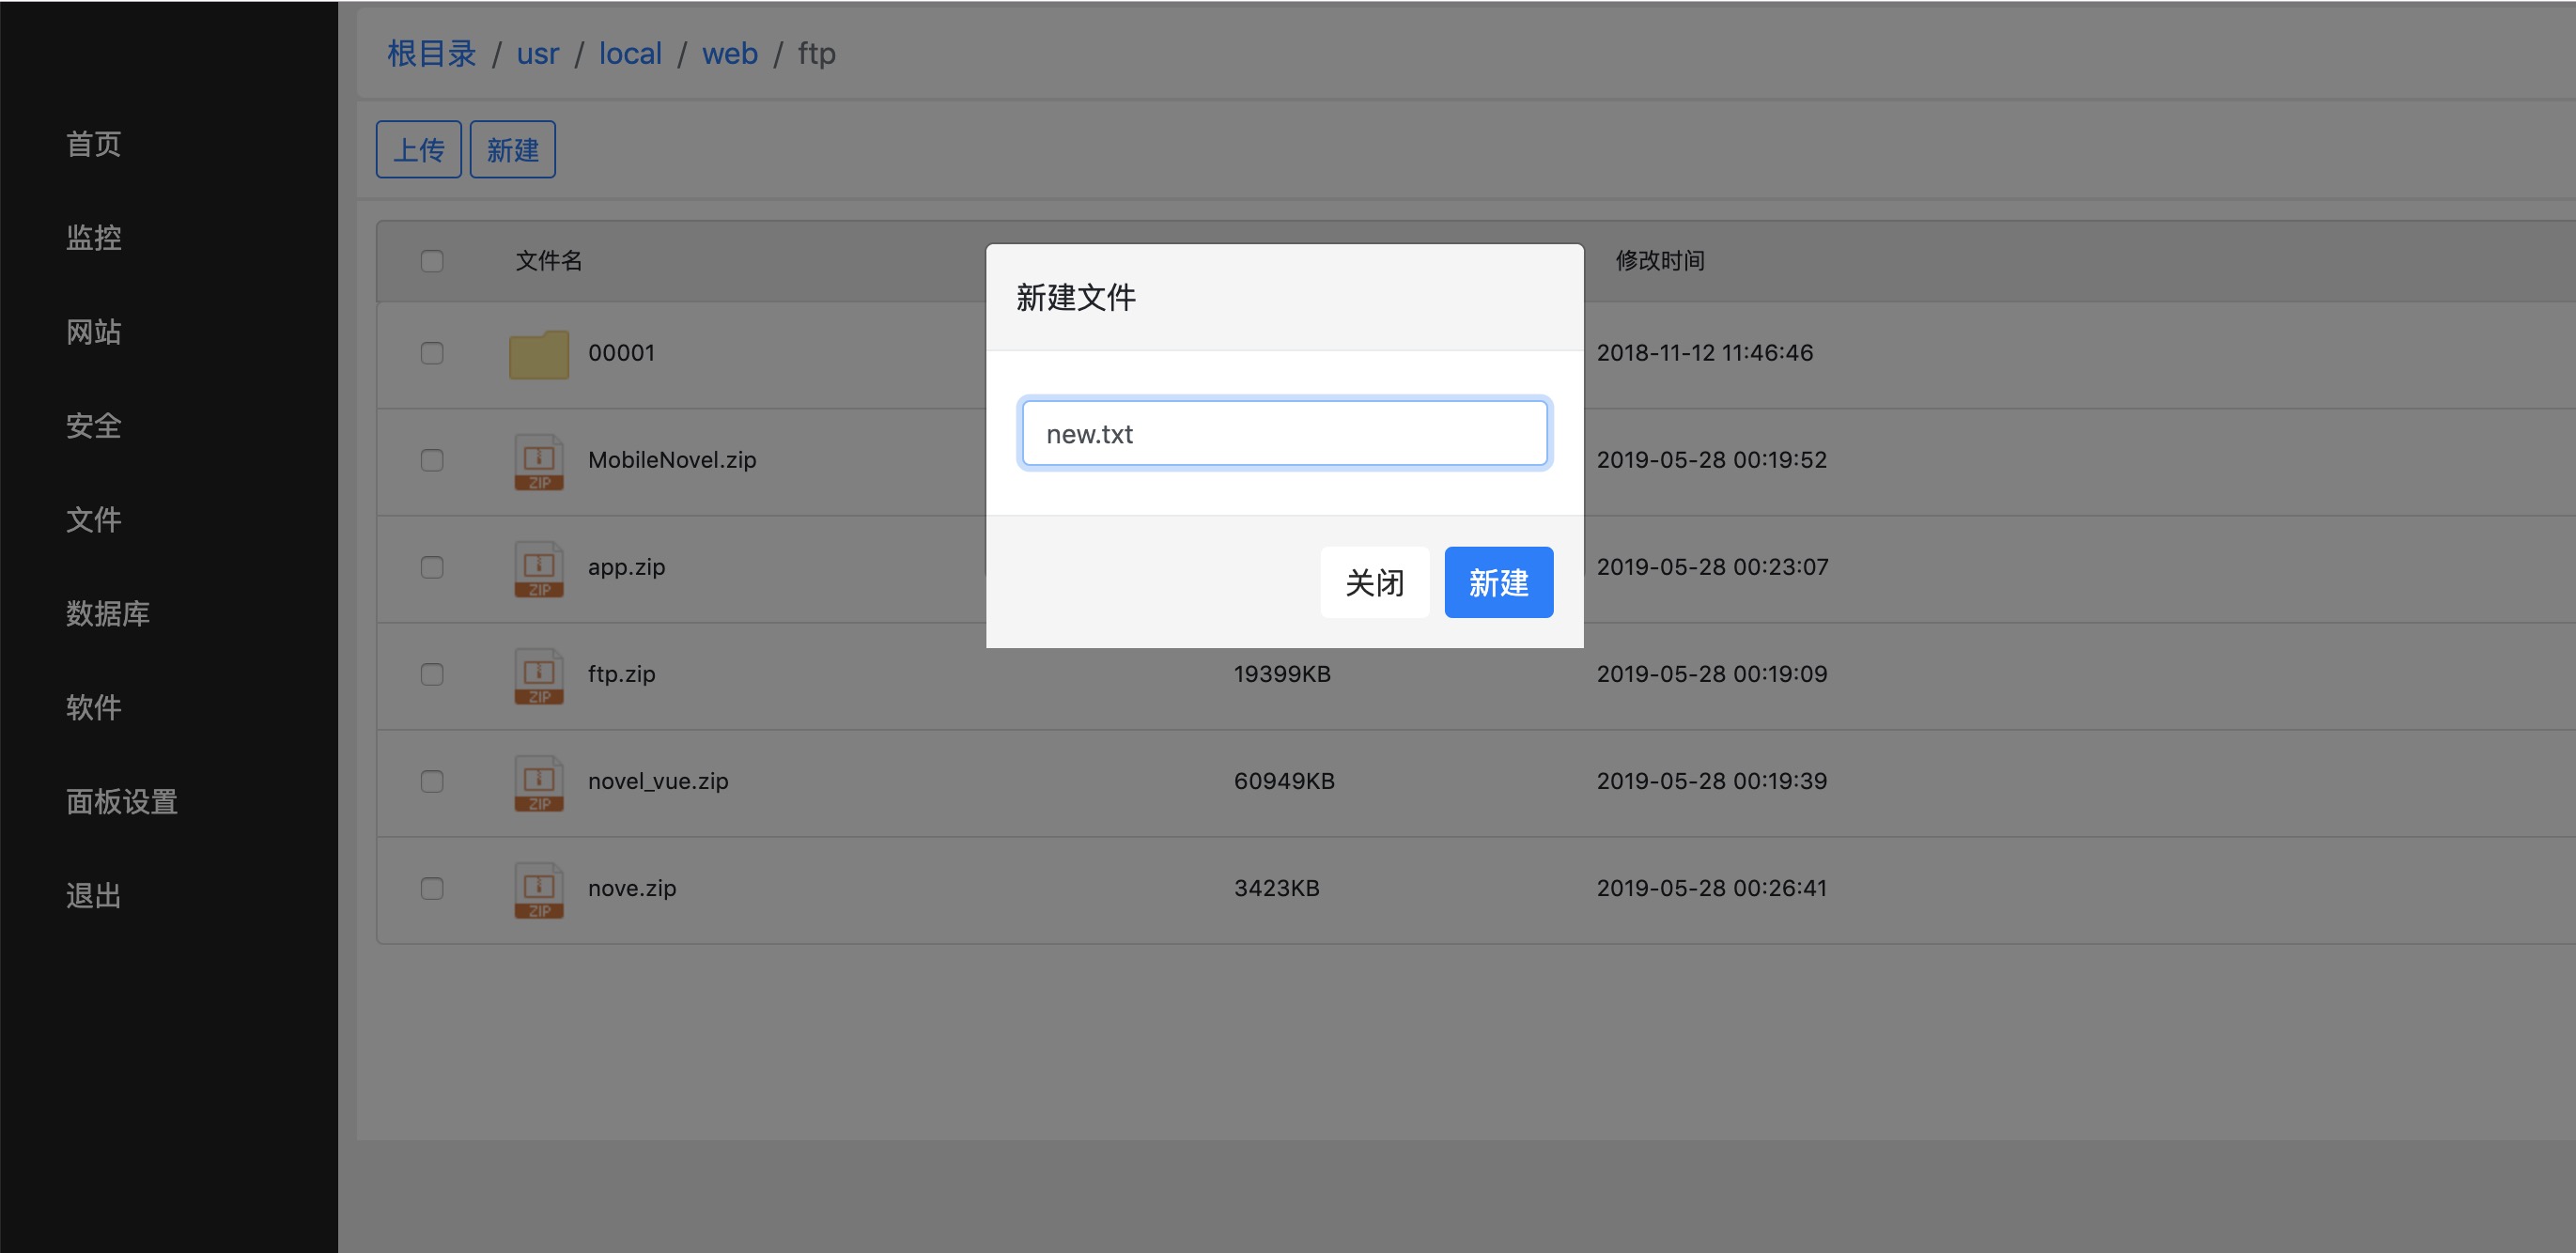 根目录 / usr / local / web / ftp
上传 新建
首页
监控
网站
安全
文件
数据库
软件
面板设置
退出
文件名 修改时间
00001 2018-11-12 11:46:46
ZIP MobileNovel.zip 2019-05-28 00:19:52
ZIP app.zip 2019-05-28 00:23:07
ZIP ftp.zip 19399KB 2019-05-28 00:19:09
ZIP novel_vue.zip 60949KB 2019-05-28 00:19:39
ZIP nove.zip 3423KB 2019-05-28 00:26:41
新建文件
new.txt
关闭 新建